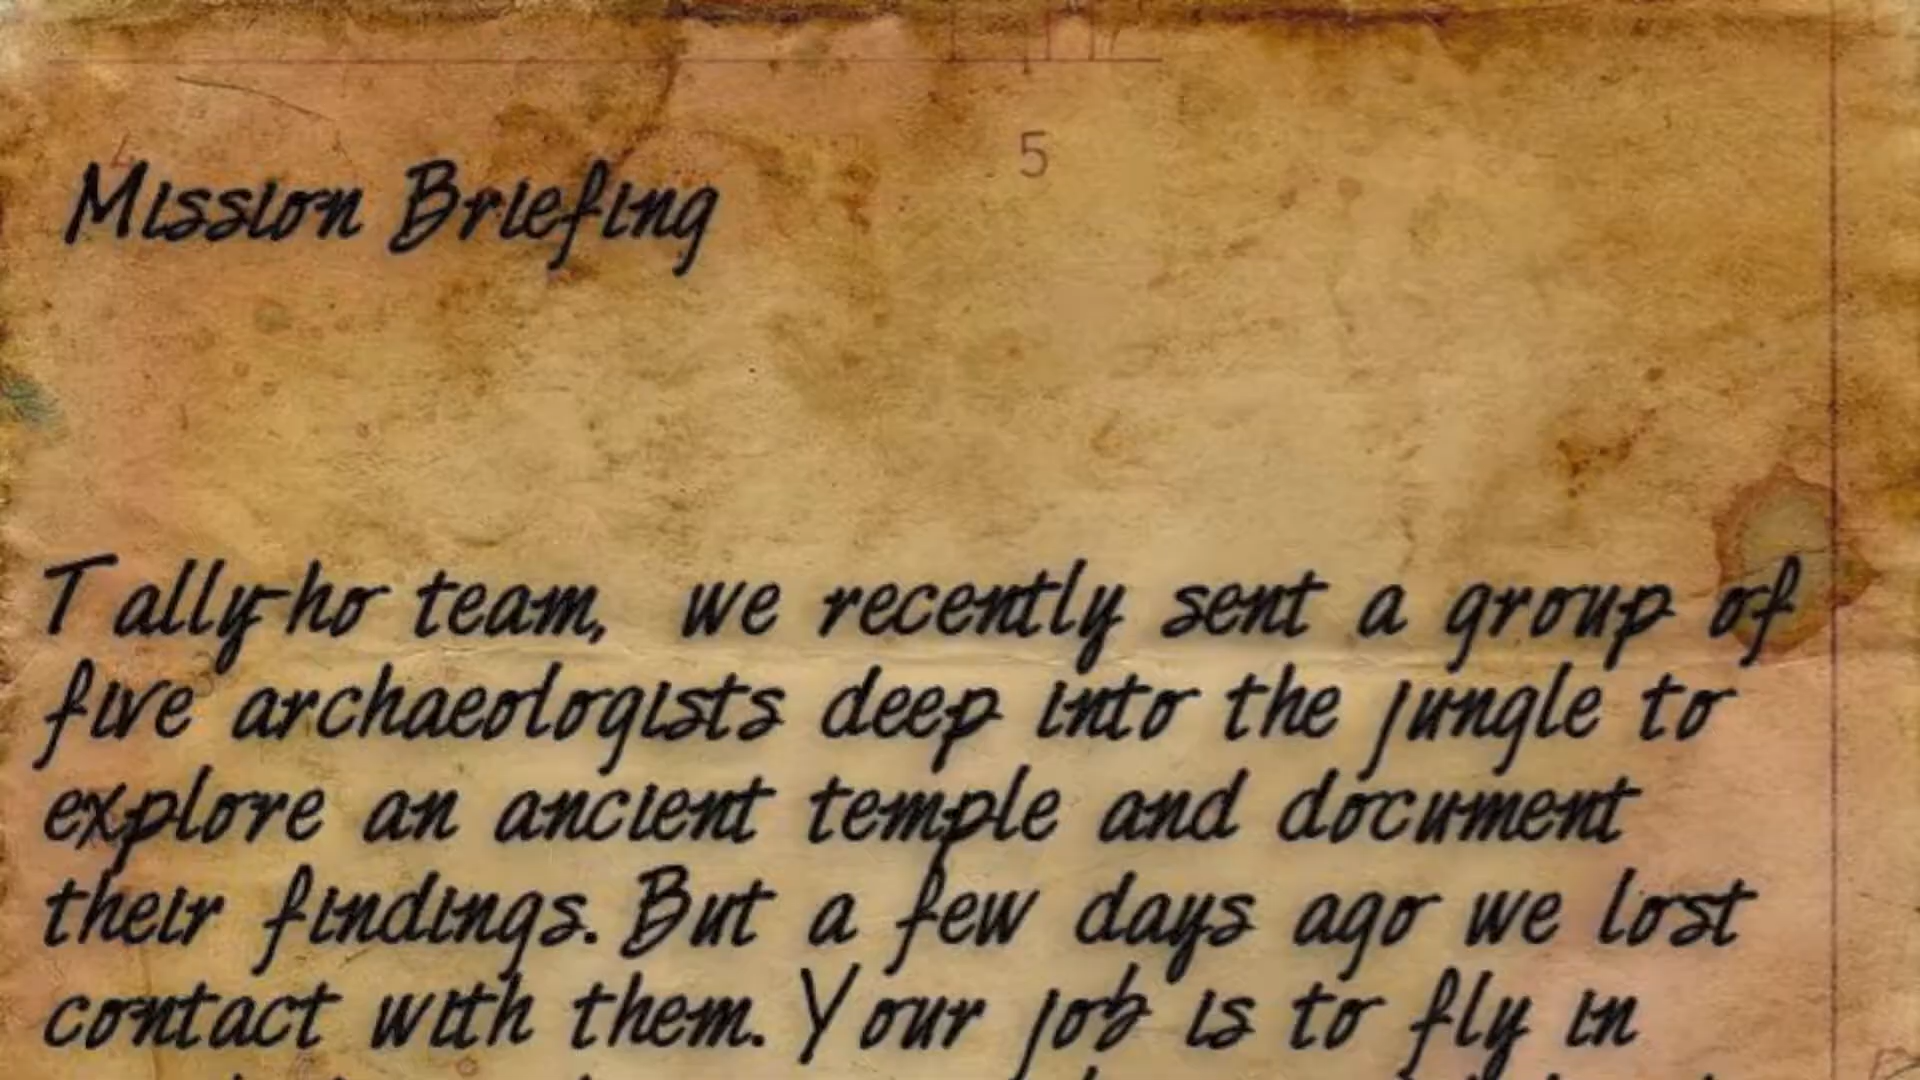 5
Mission Briefing
Tally-ho team, we recently sent a group of
five archaeologists deep into the jungle to
explore an ancient temple and document
their findings. But a few days ago we lost
contact with them. Your job is to fly in